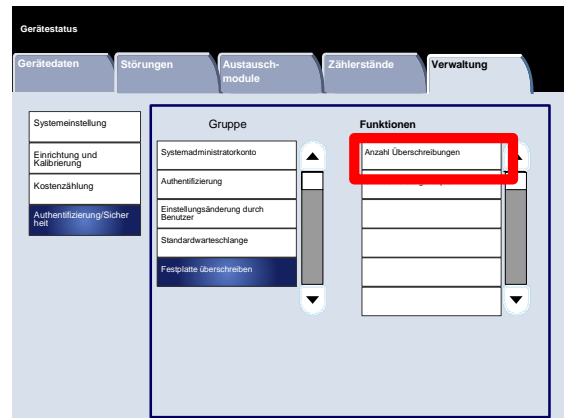 Gerätestatus
Gerätedaten
Störungen
Austausch-
module
Zählerstände
Verwaltung
Systemeinstellung
Einrichtung und
Kalibrierung
Kostenzählung
Authentifizierung/Sicher
heit
Gruppe
Systemadministratorkonto
Authentifizierung
Einstellungsänderung durch
Benutzer
Standardwarteschlange
Festplatte überschreiben
Funktionen
Anzahl Überschreibungen